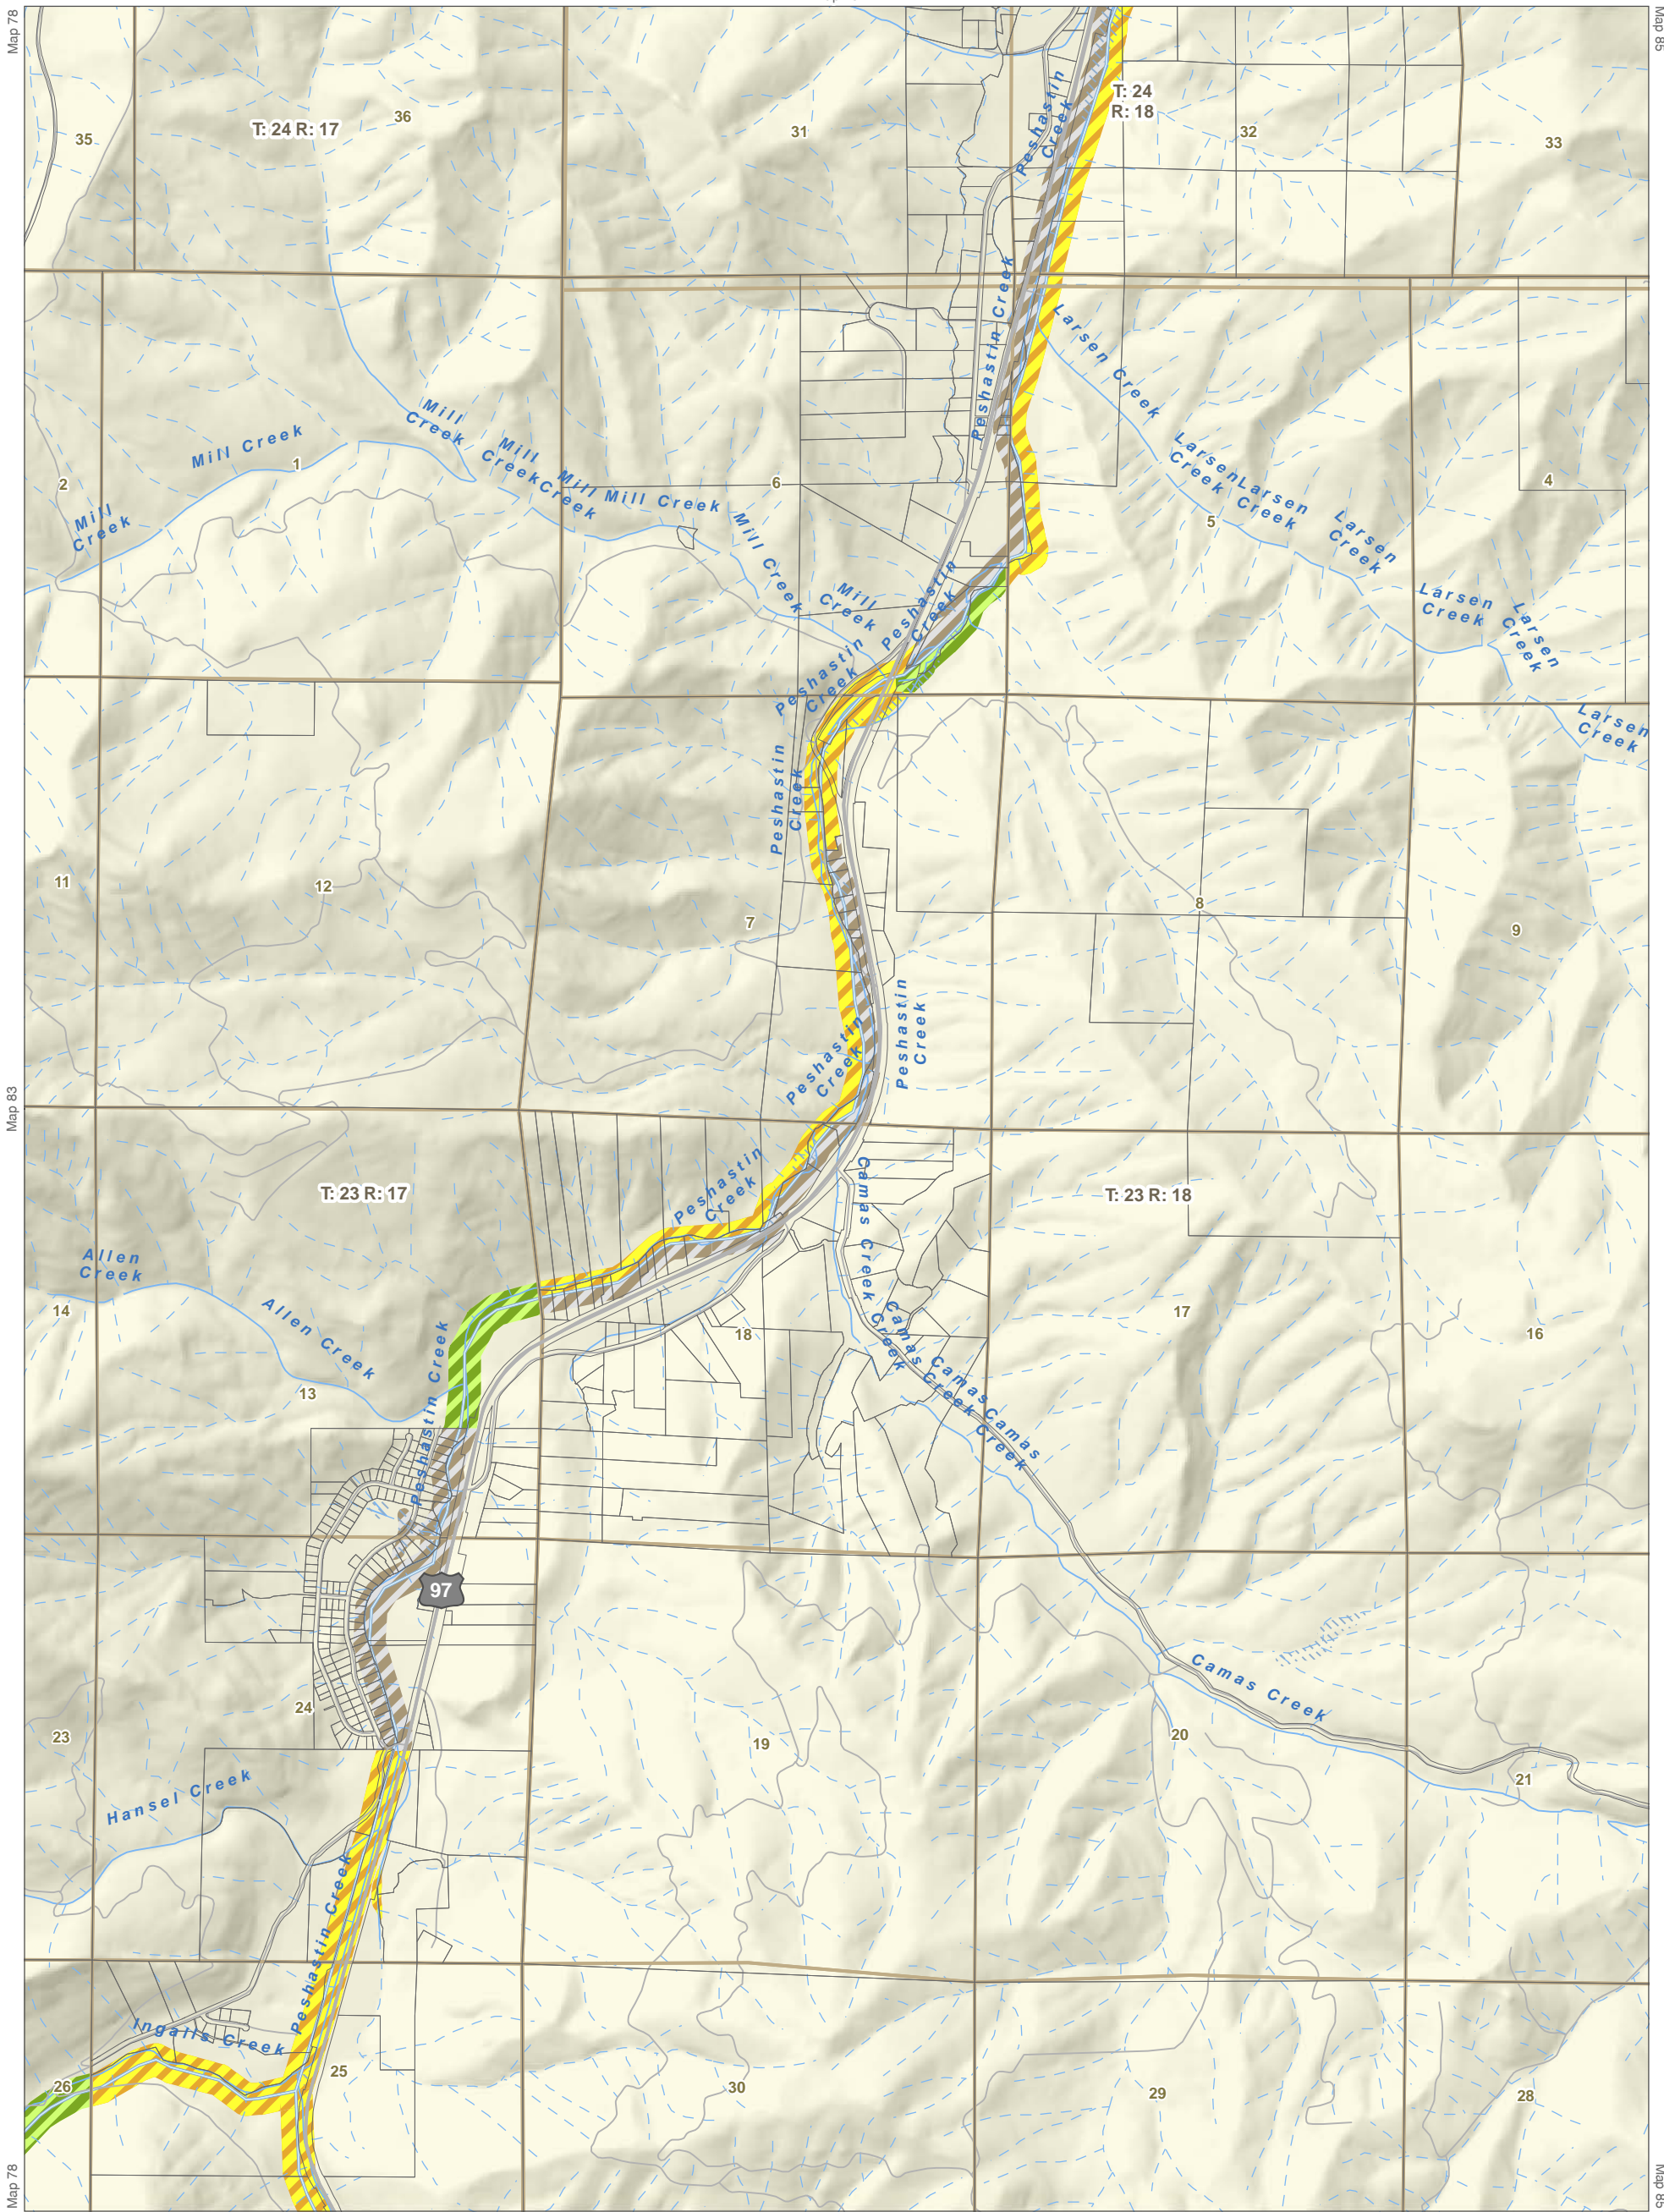 Map 78
Map 85
T: 24
R: 18
Peshastin
Creek
36
T: 24 R: 17
31
32
35
33
Peshastin Creek
Larsen Creek
Mill
Creek
Mill Creek
1
Mill
Creek
Mill
Creek
Mill Creek
6
Larsen
Creek
Larsen
Creek
4
2
Mill
Creek
Mill Creek
5
Larsen
Creek
Mill
Creek
Peshastin
Creek
Larsen
Creek
Larsen
Creek
Peshastin
Creek
Larsen
Creek
Peshastin
Creek
11
12
7
8
9
Peshastin
Creek
Peshastin
Creek
Map 83
Peshastin
Creek
T: 23 R: 17
T: 23 R: 18
Camas Creek
Allen
Creek
14
Allen Creek
Peshastin Creek
18
17
16
Camas
Creek
13
Camas
Creek
Camas
Creek
97
Camas Creek
24
23
19
20
21
Hansel Creek
Peshastin Creek
Ingalls Creek
26
25
30
29
28
Map 78
Map 85